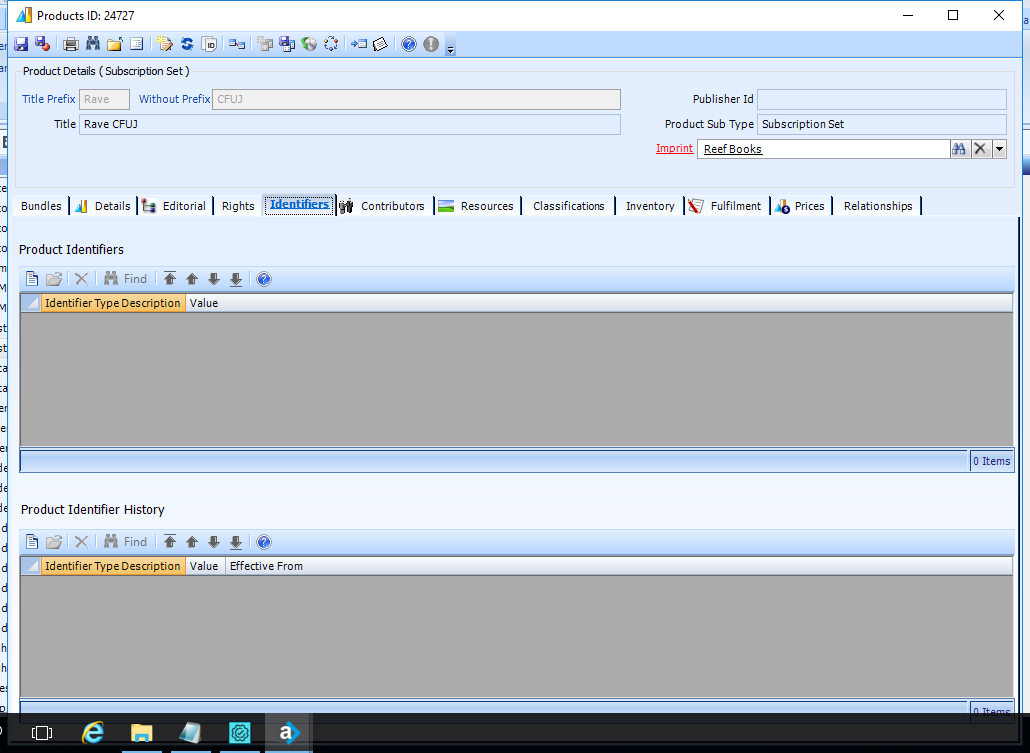 Products ID: 24727
Product Details ( Subscription Set )
Title Prefix Rave Without Prefix CFUJ Publisher Id
Title Rave CFUJ Product Sub Type Subscription Set
Imprint Reef Books
Bundles Details Editorial Rights Identifiers Contributors Resources Classifications Inventory Fulfilment Prices Relationships
Product Identifiers
Find
Identifier Type Description Value
0 Items
Product Identifier History
Find
Identifier Type Description Value Effective From
0 Items